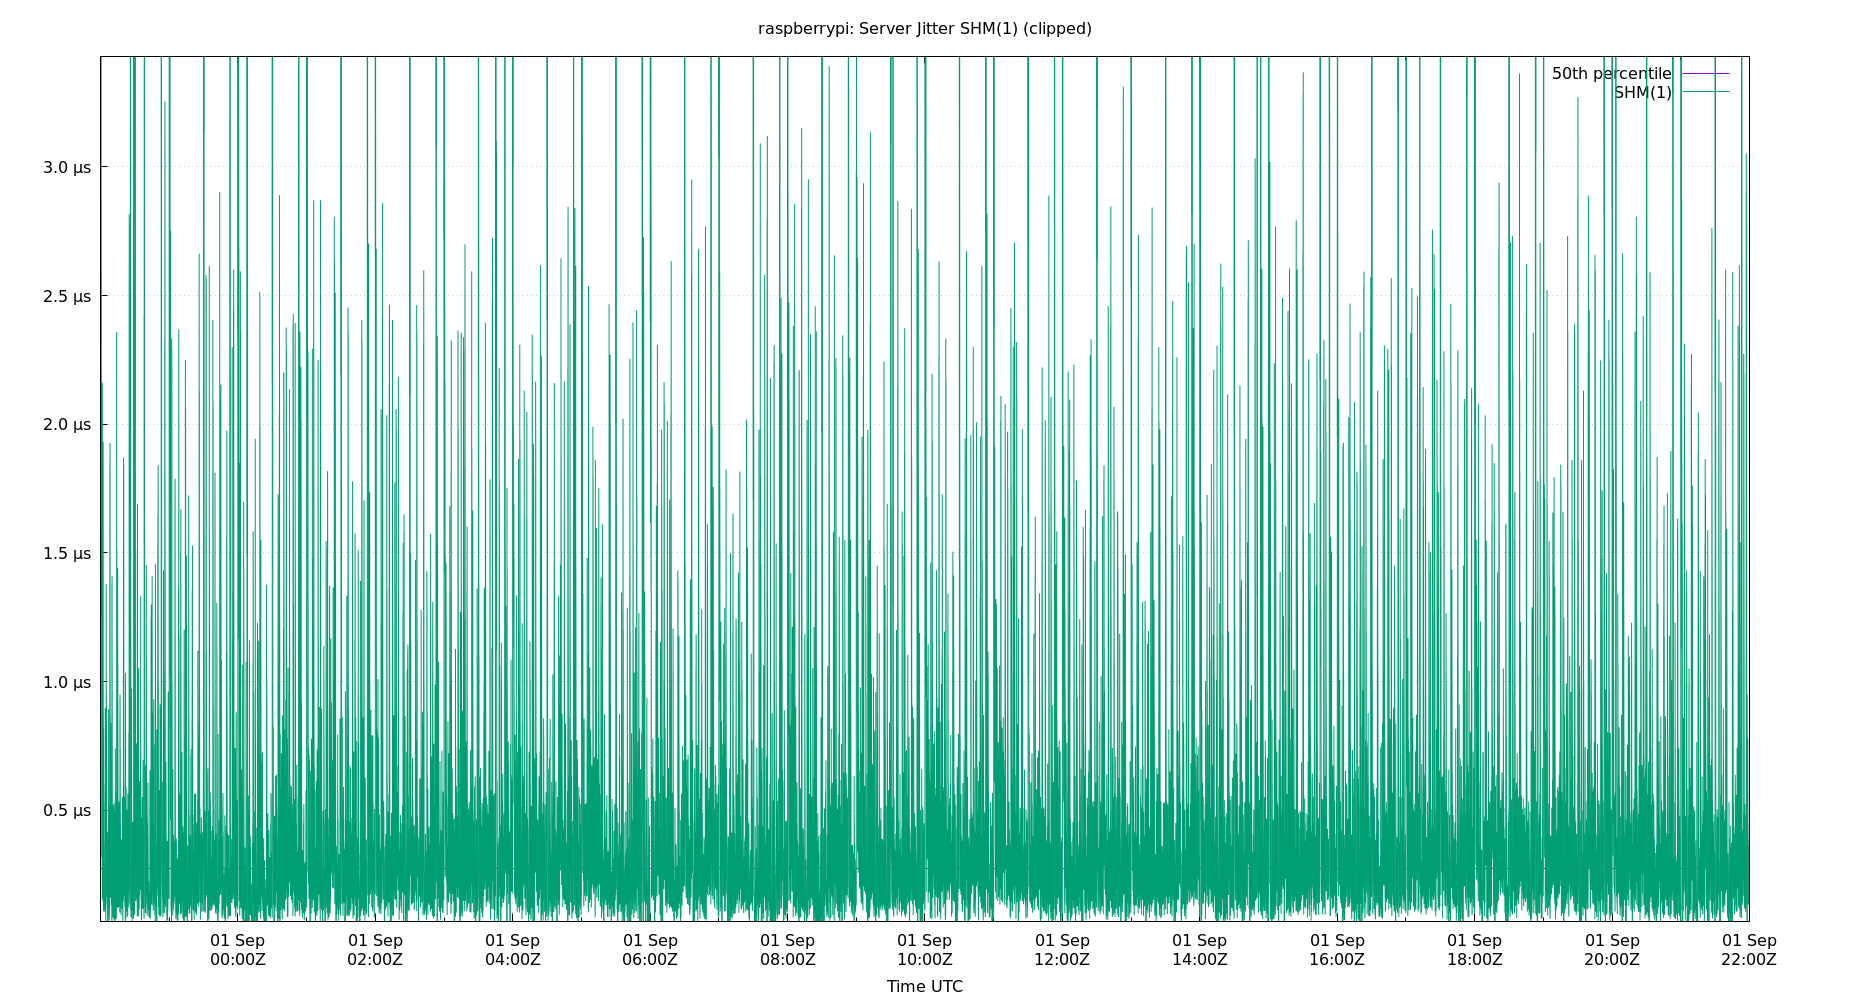 raspberrypi: Server Jitter SHM(1) (clipped)
50th percentile
SHM(1)
3.0 µs
2.5 µs
2.0 µs
1.5 µs
1.0 µs
0.5 µs
01 Sep 01 Sep 01 Sep 01 Sep 01 Sep 01 Sep 01 Sep 01 Sep 01 Sep 01 Sep 01 Sep 01 Sep
00:00Z 02:00Z 04:00Z 06:00Z 08:00Z 10:00Z 12:00Z 14:00Z 16:00Z 18:00Z 20:00Z 22:00Z
Time UTC